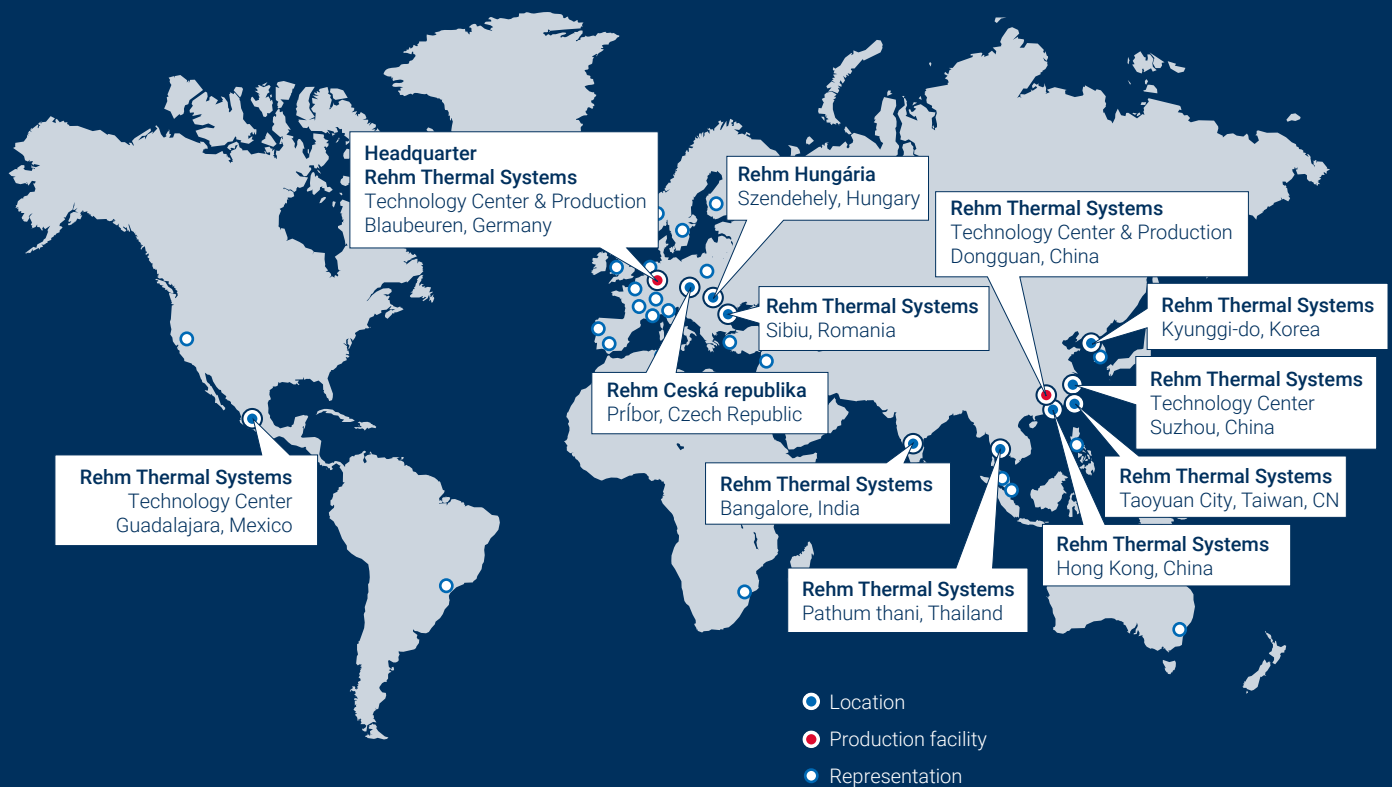 Headquarter
Rehm Thermal Systems
Technology Center & Production
Blaubeuren, Germany
Rehm Hungária
Szendehely, Hungary
Rehm Thermal Systems
Technology Center & Production
Dongguan, China
Rehm Thermal Systems
Sibiu, Romania
Rehm Thermal Systems
Kyunggi-do, Korea
Rehm Ceská republika
PrÍbor, Czech Republic
Rehm Thermal Systems
Technology Center
Suzhou, China
Rehm Thermal Systems
Technology Center
Guadalajara, Mexico
Rehm Thermal Systems
Bangalore, India
Rehm Thermal Systems
Taoyuan City, Taiwan, CN
Rehm Thermal Systems
Hong Kong, China
Rehm Thermal Systems
Pathum thani, Thailand
Location
Production facility
Representation